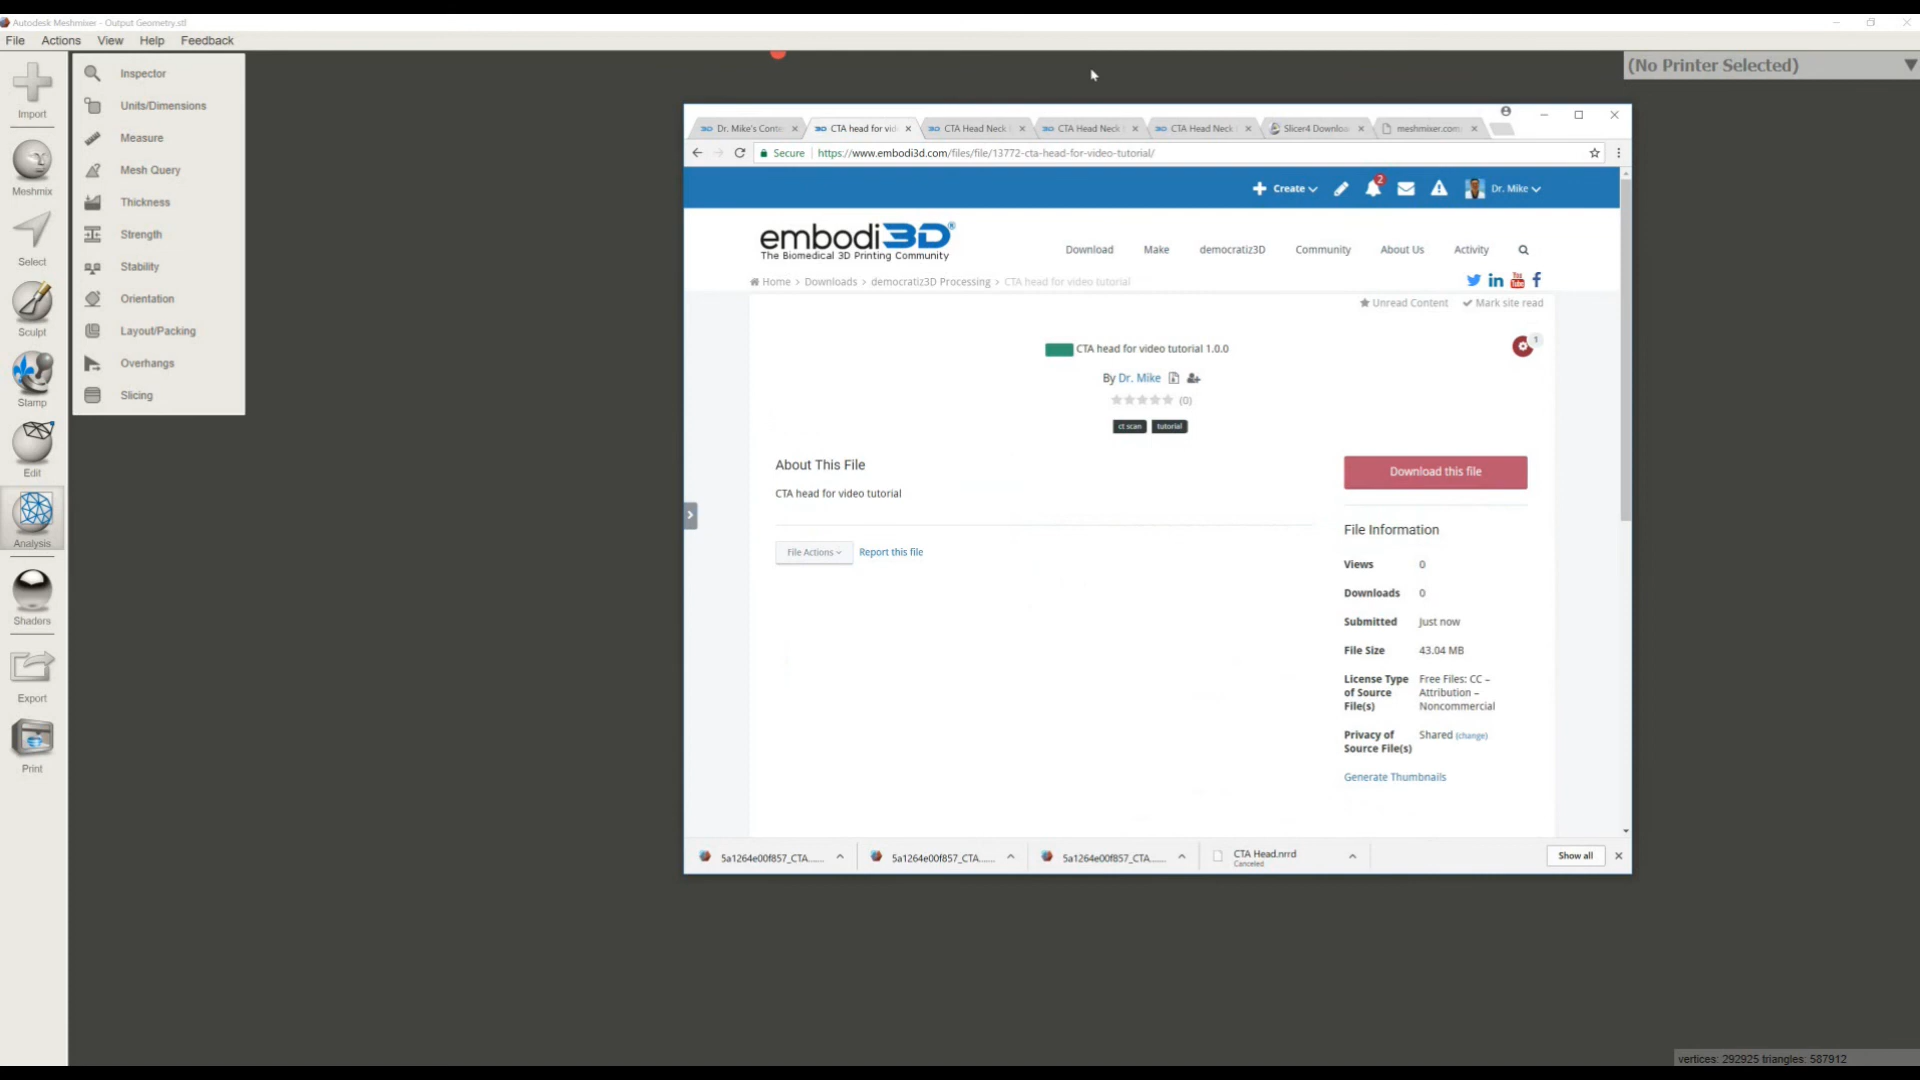 Autodesk Meshmixer - Output Geometry.stl
File Actions View Help Feedback
Import
Meshmix
Select
Sculpt
Stamp
Edit
Analysis
Shaders
Export
Print
Inspector
Units/Dimensions
Measure
Mesh Query
Thickness
Strength
Stability
Orientation
Layout/Packing
Overhangs
Slicing
(No Printer Selected)
Dr. Mike's Conte
CTA head for vid
CTA Head Neck
CTA Head Neck
CTA Head Neck
Slicer4 Downloa
meshmixer.com
Secure https://www.embodi3d.com/files/file/13772-cta-head-for-video-tutorial/
Create 2 Dr. Mike
embodi3D®
The Biomedical 3D Printing Community
Download Make democratiz3D Community About Us Activity
Home > Downloads > democratiz3D Processing > CTA head for video tutorial
You Tube
Unread Content Mark site read
CTA head for video tutorial 1.0.0
1
By Dr. Mike
(0)
ct scan tutorial
About This File
CTA head for video tutorial
File Actions Report this file
Download this file
File Information
Views 0
Downloads 0
Submitted Just now
File Size 43.04 MB
License Type of Source File(s) Free Files: CC – Attribution – Noncommercial
Privacy of Source File(s) Shared (change)
Generate Thumbnails
5a1264e00f857_CTA......
5a1264e00f857_CTA......
5a1264e00f857_CTA......
CTA Head.nrrd
Canceled
Show all
vertices: 292925 triangles: 587912